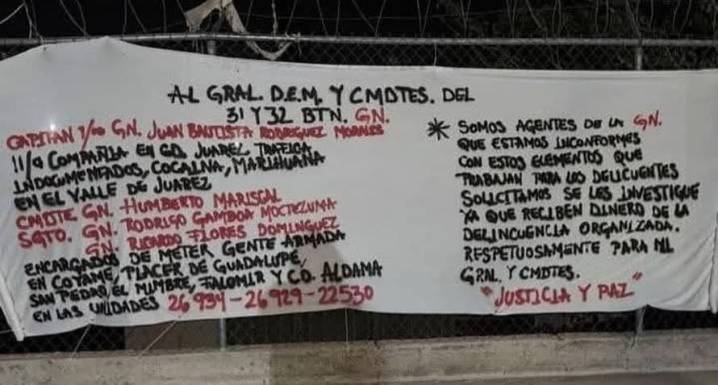 AL GRAL. D.E.M. Y CMDTES. DEL
31 Y 32 BTN. GN.
CAPITAN 1/00 GN. JUAN BAUTISTA RODRIGUEZ MORALES
11/a COMPAÑIA EN CD. JUAREZ TRAFICA
INDOCUMENTADOS, COCAINA, MARIHUANA
EN EL VALLE DE JUAREZ
CMDTE GN. HUMBERTO MARISCAL
SGTO. GN. RODRIGO GAMBOA MOCTEZUMA
GN. RICARDO FLORES DOMINGUEZ
ENCARGADOS DE METER GENTE ARMADA
EN COYAME, PLACER DE GUADALUPE,
SAN PEDRO, EL MIMBRE, FALOMIR Y CD. ALDAMA
EN LAS UNIDADES 26934-26929-22530
* SOMOS AGENTES DE LA GN.
QUE ESTAMOS INCONFORMES
CON ESTOS ELEMENTOS QUE
TRABAJAN PARA LOS DELICUENTES
SOLICITAMOS SE LES INVESTIGUE
YA QUE RECIBEN DINERO DE LA
DELINCUENCIA ORGANIZADA.
RESPETUOSAMENTE PARA MI
GRAL. Y CMDTES.
"JUSTICIA Y PAZ"